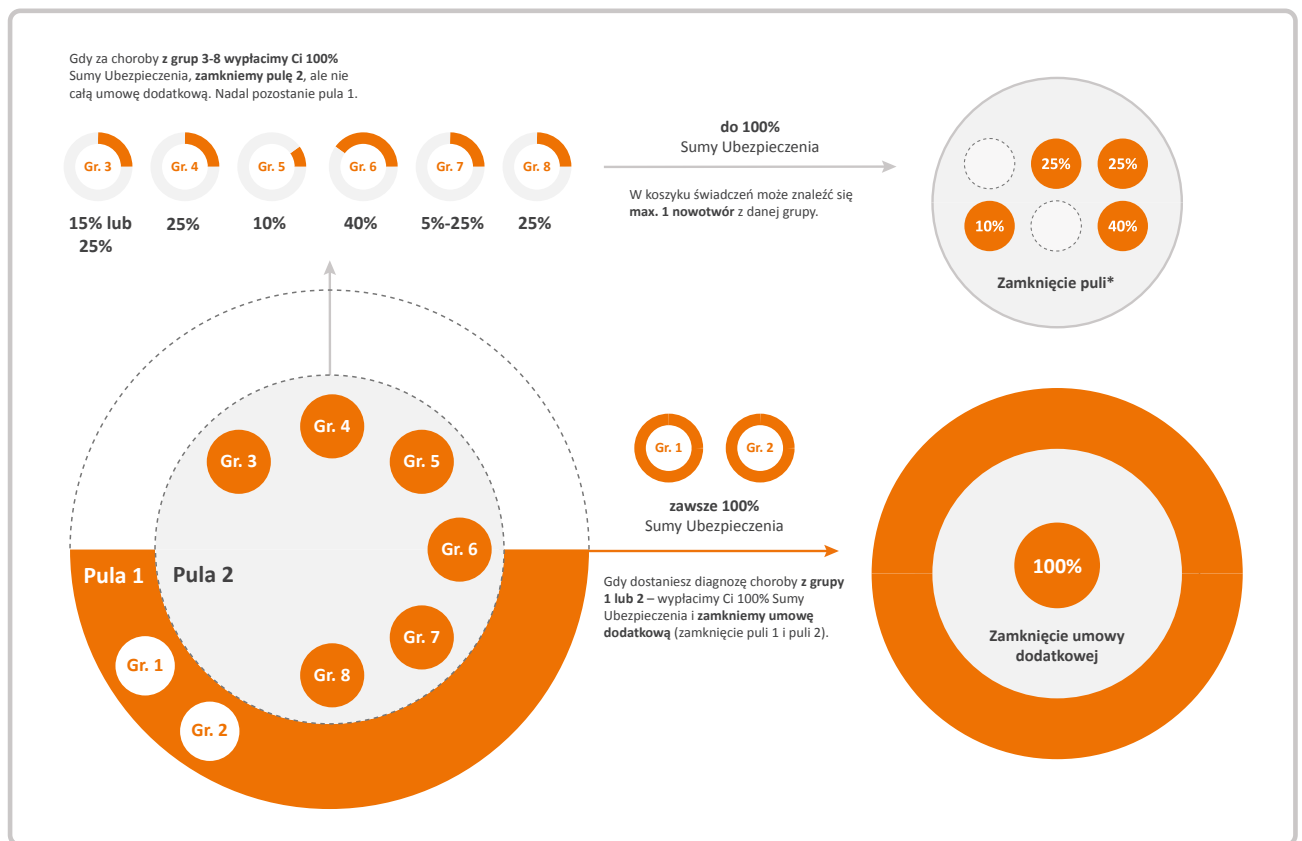 Gdy za choroby z grup 3-8 wypłacimy Ci 100%
Sumy Ubezpieczenia, zamkniemy pulę 2, ale nie
całą umowę dodatkową. Nadal pozostanie pula 1.
Gr. 3
Gr. 4
Gr. 5
Gr. 6
Gr. 7
Gr. 8
15% lub
25%
25%
10%
40%
5%-25%
25%
do 100%
Sumy Ubezpieczenia
W koszyku świadczeń może znaleźć się
max. 1 nowotwór z danej grupy.
25%
25%
10%
40%
Zamknięcie puli*
Pula 1
Pula 2
Gr. 3
Gr. 4
Gr. 5
Gr. 6
Gr. 7
Gr. 8
Gr. 1
Gr. 2
Gr. 1
Gr. 2
zawsze 100%
Sumy Ubezpieczenia
Gdy dostaniesz diagnozę choroby z grupy
1 lub 2 – wypłacimy Ci 100% Sumy
Ubezpieczenia i zamkniemy umowę
dodatkową (zamknięcie puli 1 i puli 2).
100%
Zamknięcie umowy
dodatkowej